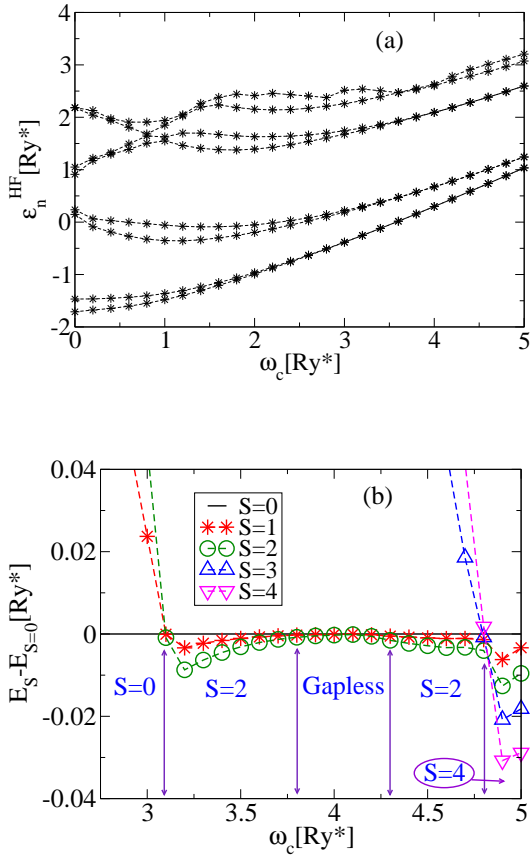 (a)
ε_n^HF[Ry*]
4
3
2
1
0
-1
-2
0 1 2 3 4 5
ω_c[Ry*]
(b)
E_S-E_{S=0}[Ry*]
0.04
0.02
0
-0.02
-0.04
S=0
S=1
S=2
S=3
S=4
S=0 S=2 Gapless S=2
S=4
3 3.5 4 4.5 5
ω_c[Ry*]